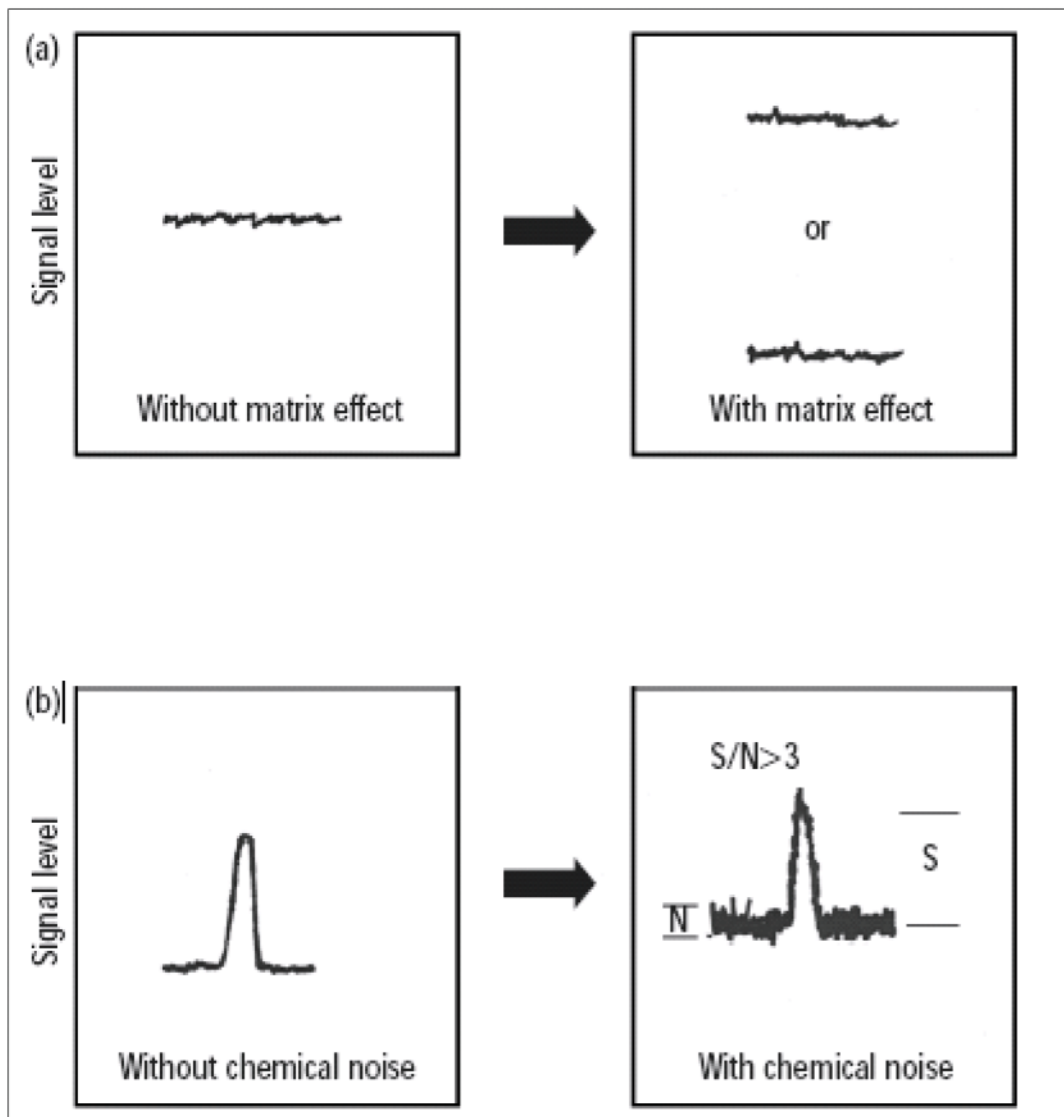 (a)
Signal level
Without matrix effect
or
With matrix effect
(b)
Signal level
Without chemical noise
S/N>3
S
N
With chemical noise